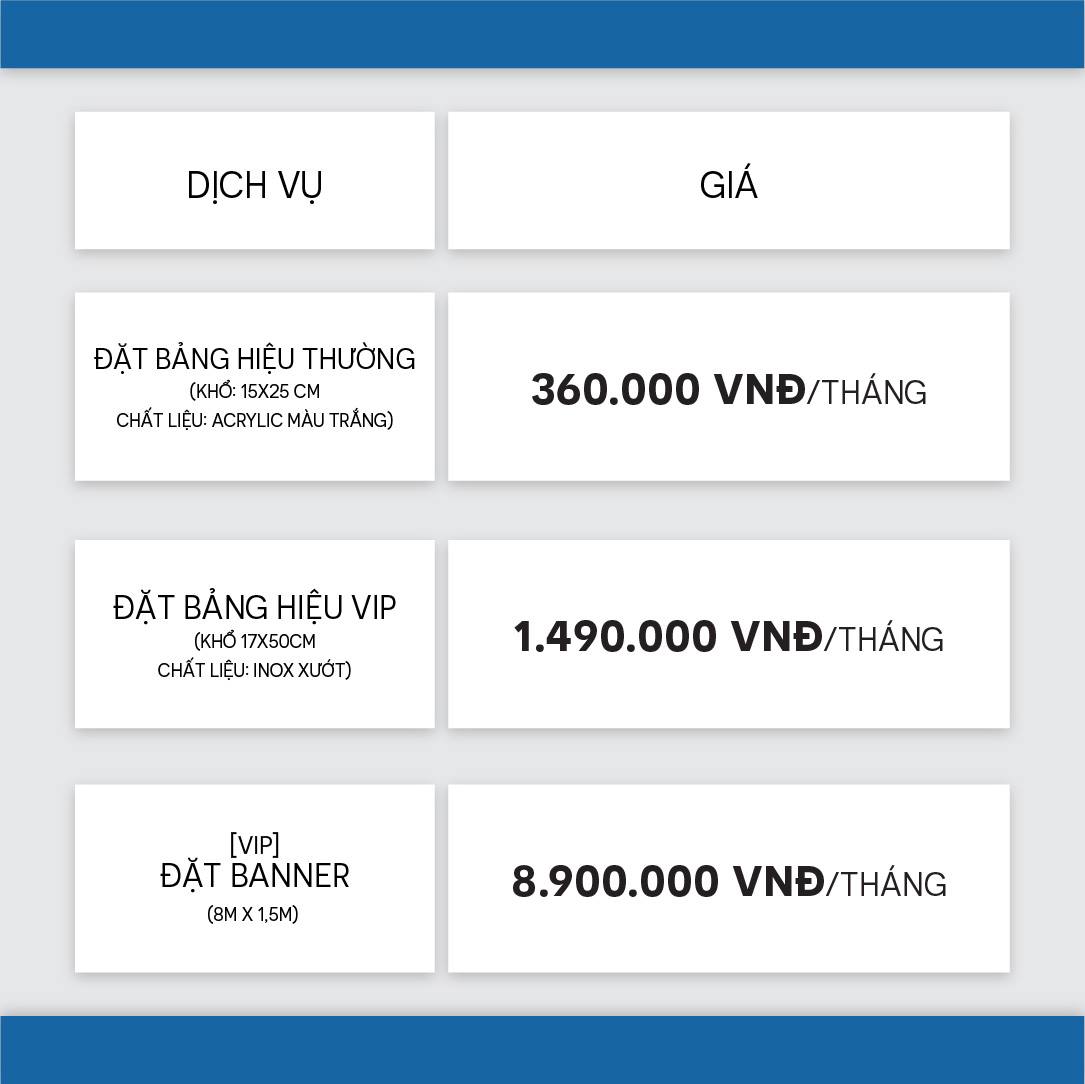 DỊCH VỤ
GIÁ
ĐẶT BẢNG HIỆU THƯỜNG
(KHỔ: 15X25 CM
CHẤT LIỆU: ACRYLIC MÀU TRẮNG)
360.000 VNĐ/THÁNG
ĐẶT BẢNG HIỆU VIP
(KHỔ 17X50CM
CHẤT LIỆU: INOX XƯỚT)
1.490.000 VNĐ/THÁNG
[VIP]
ĐẶT BANNER
(8M X 1,5M)
8.900.000 VNĐ/THÁNG